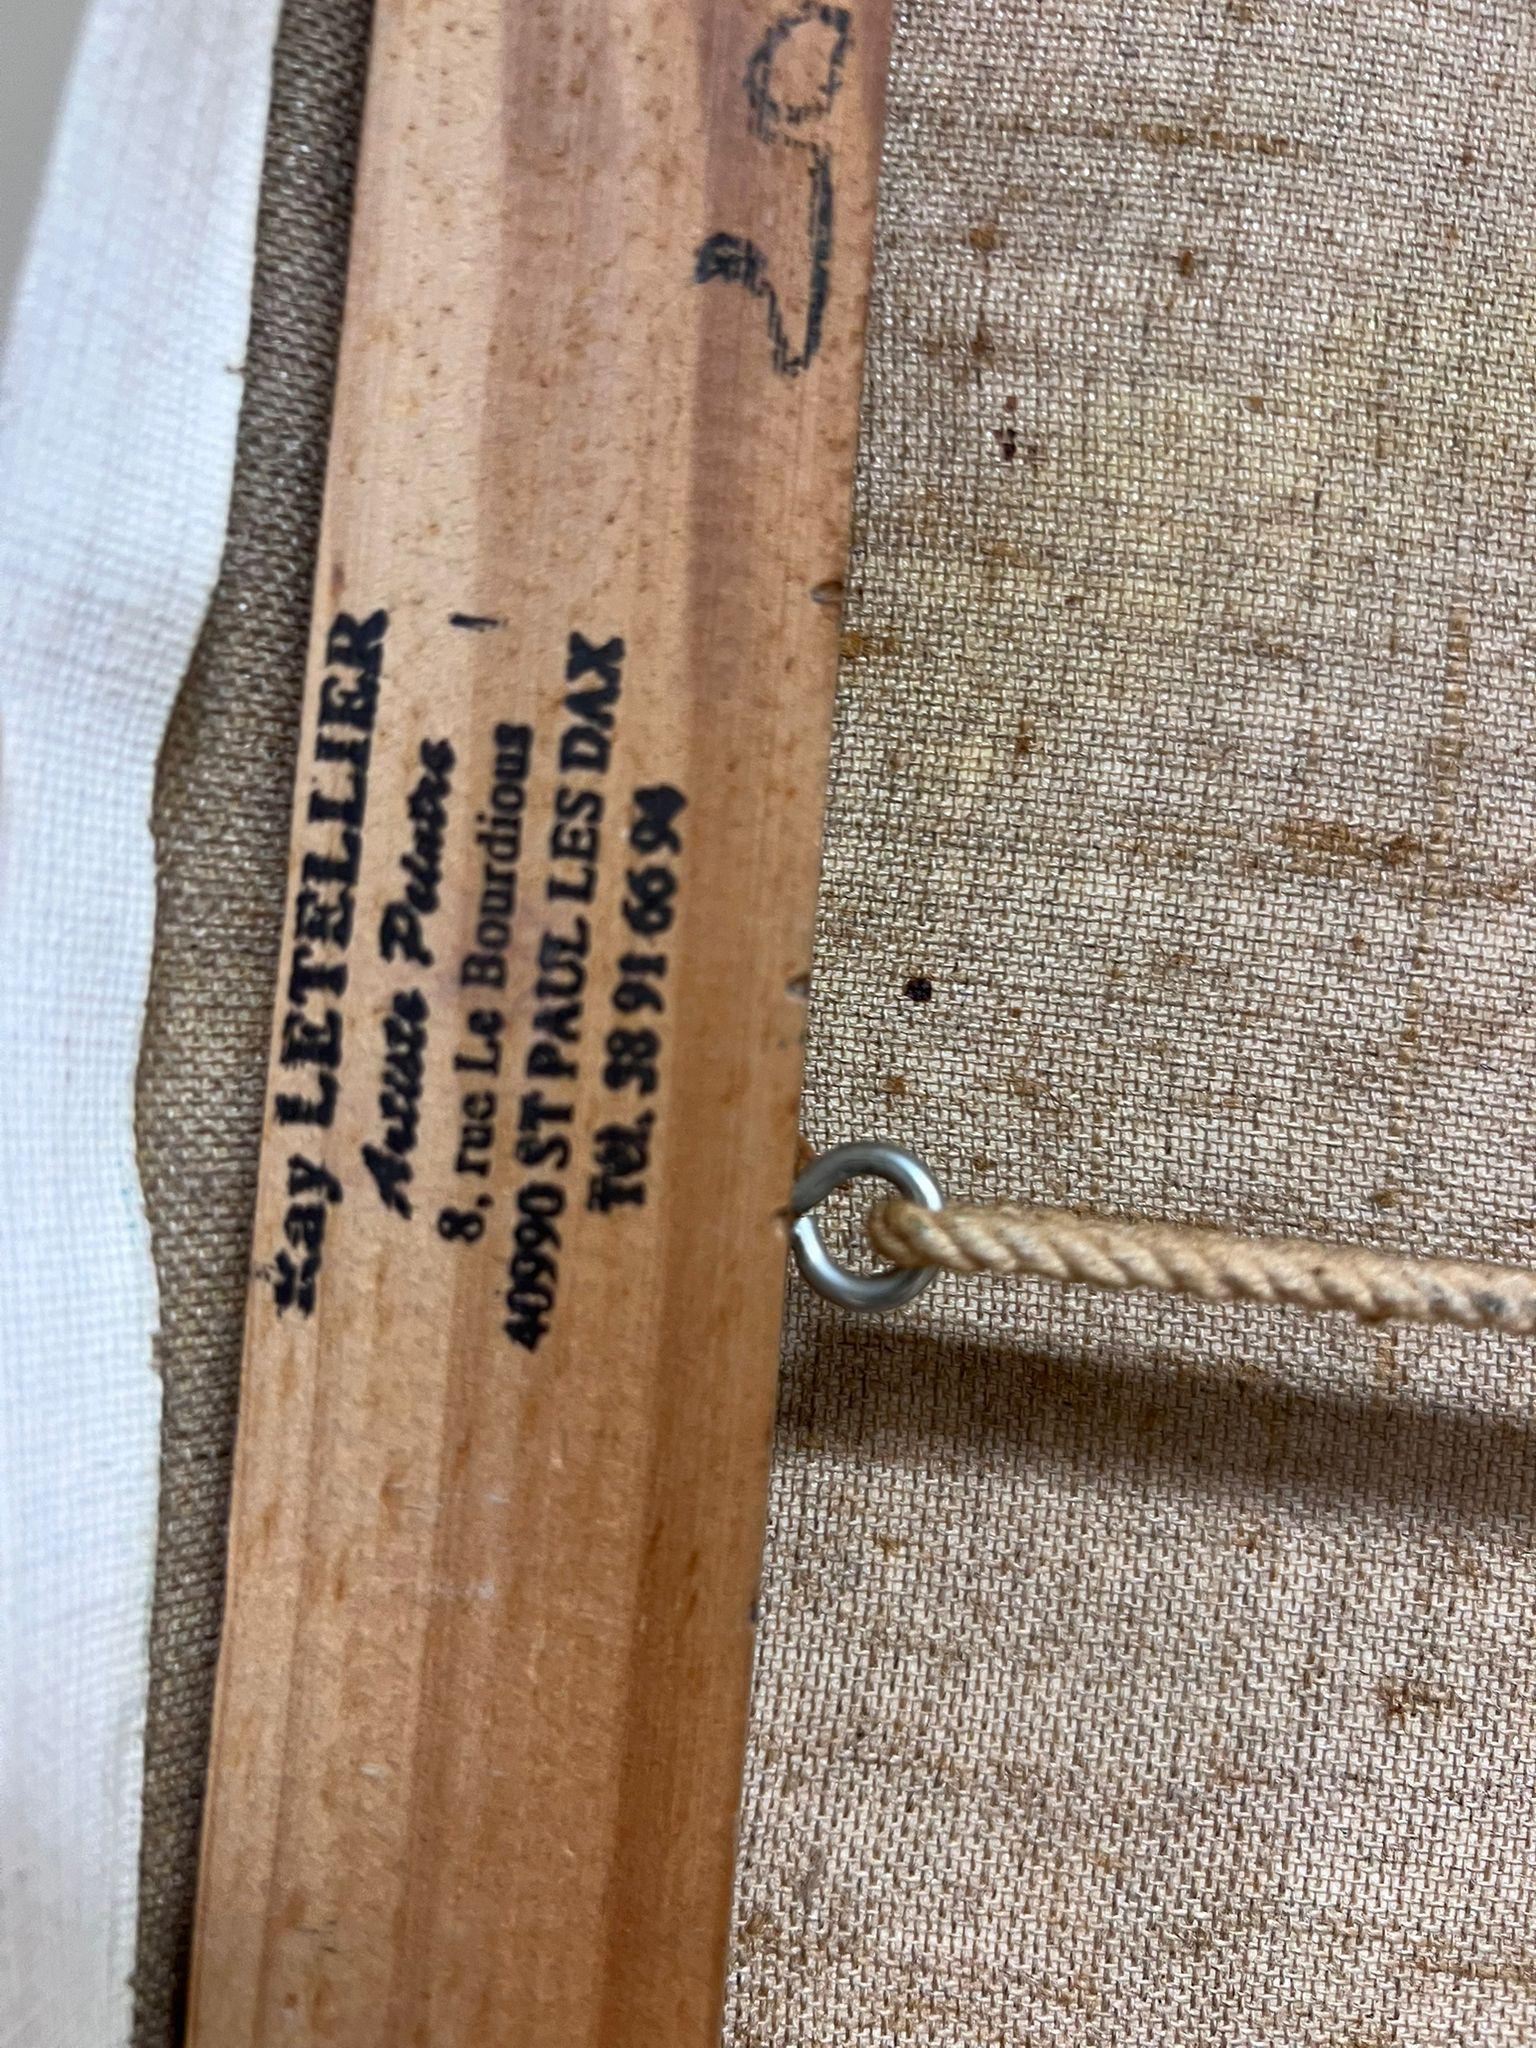 Kay LETELLIER
Artiste Peintre
8, rue Le Bourdious
40990 ST PAUL LES DAX
Tél. 58 91 66 94